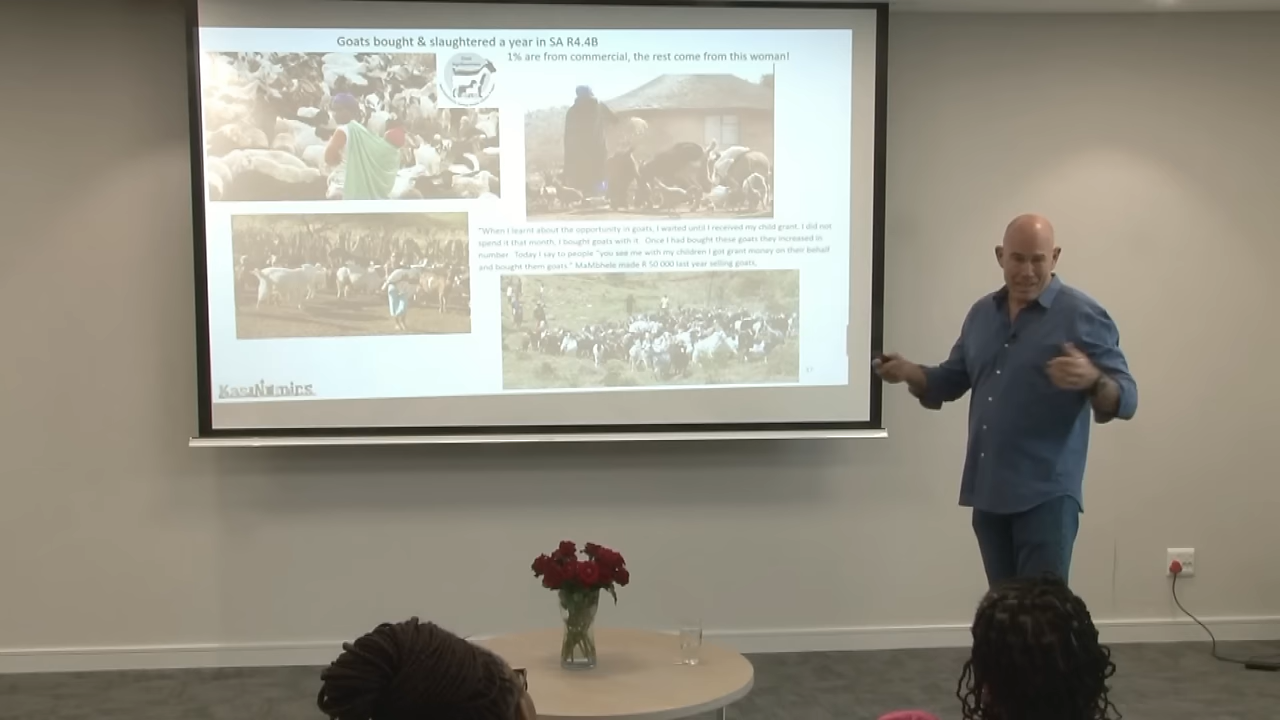 Goats bought & slaughtered a year in SA R4.4B
1% are from commercial, the rest come from this woman!
"When I learnt about the opportunity in goats, I waited until I received my child grant. I did not
spend it that month, I bought goats with it. Once I had bought these goats they increased in
number. Today I say to people "you see me with my children I got grant money on their behalf
and bought them goats." MaMbhele made R 50 000 last year selling goats.
KasiNomics